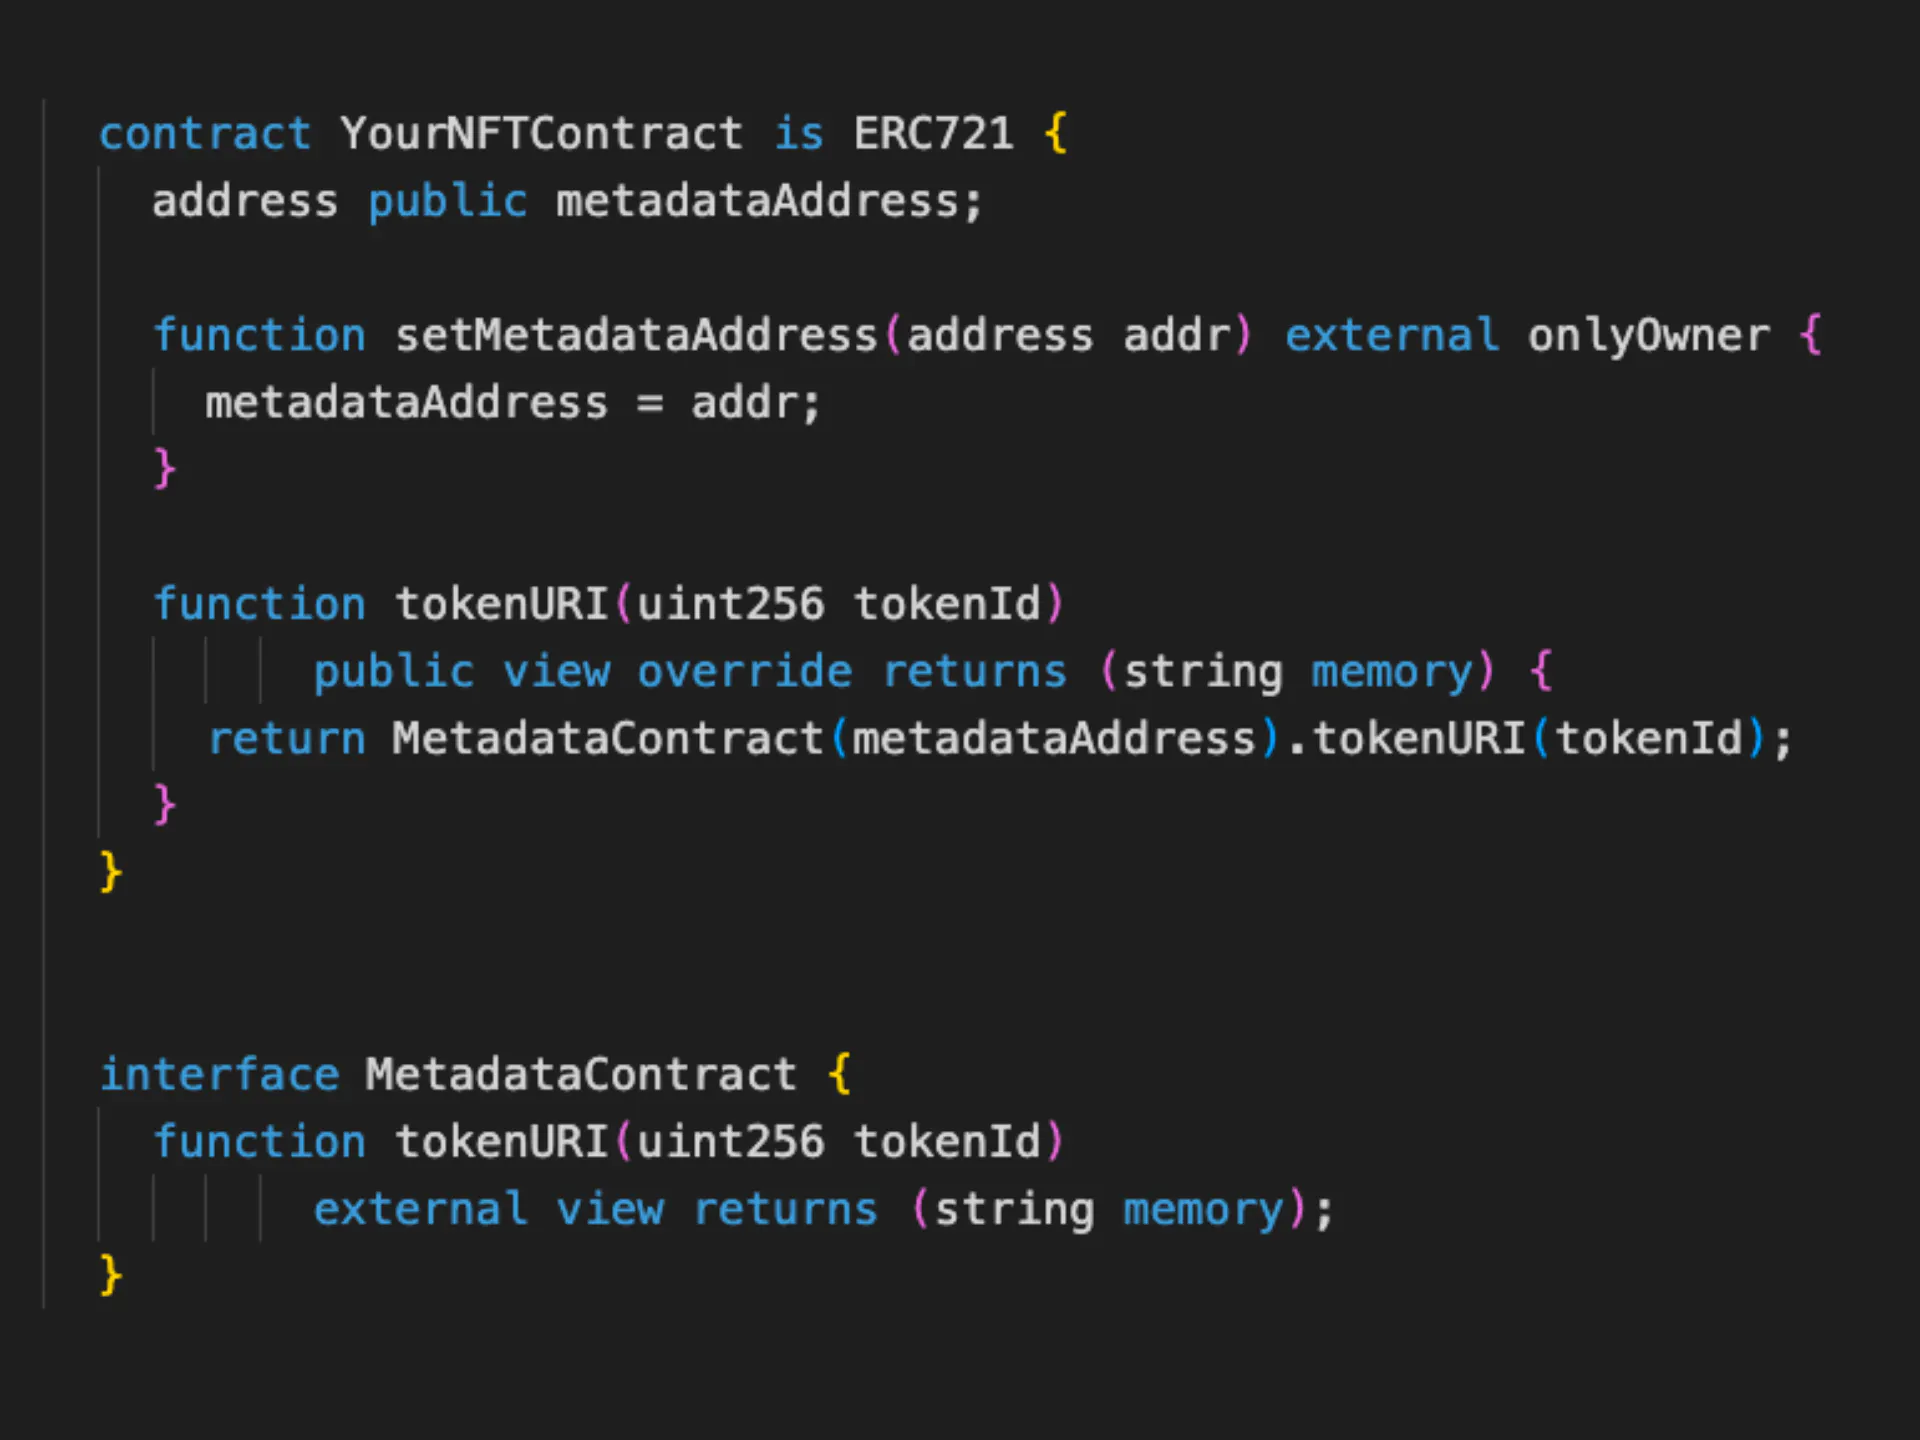 contract YourNFTContract is ERC721 {
address public metadataAddress;
function setMetadataAddress(address addr) external onlyOwner {
metadataAddress = addr;
}
function tokenURI(uint256 tokenId)
public view override returns (string memory) {
return MetadataContract(metadataAddress).tokenURI(tokenId);
}
}
interface MetadataContract {
function tokenURI(uint256 tokenId)
external view returns (string memory);
}